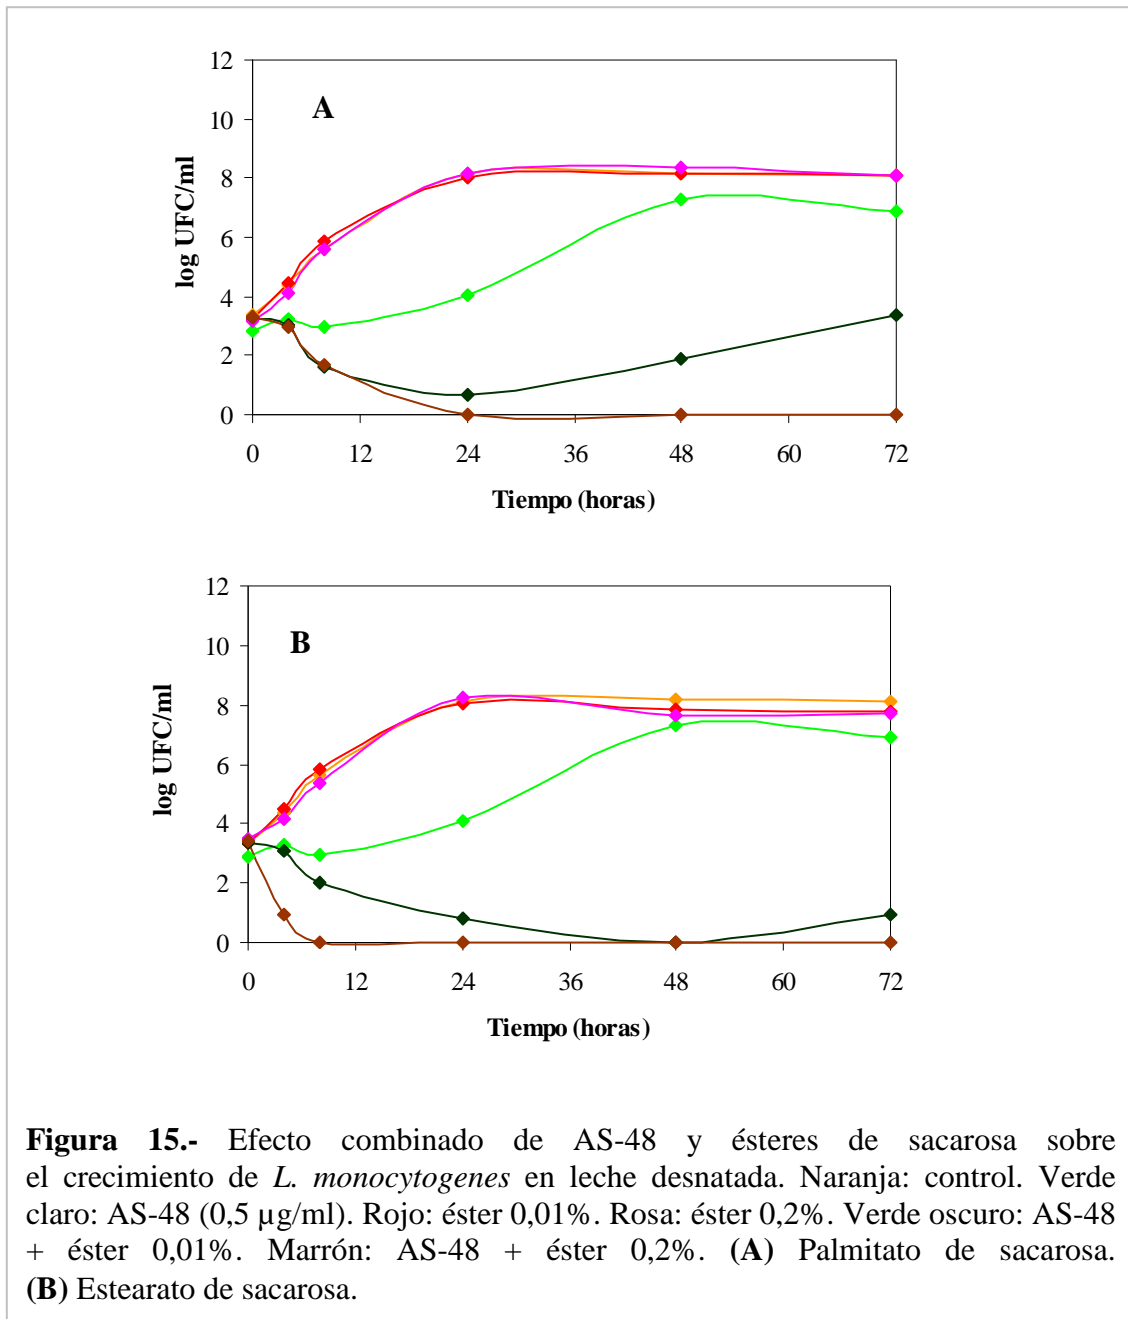 12
10
8
6
4
2
0
log UFC/ml
A
0 12 24 36 48 60 72
Tiempo (horas)
12
10
8
6
4
2
0
log UFC/ml
B
0 12 24 36 48 60 72
Tiempo (horas)
Figura 15.- Efecto combinado de AS-48 y ésteres de sacarosa sobre
el crecimiento de L. monocytogenes en leche desnatada. Naranja: control. Verde
claro: AS-48 (0,5 µg/ml). Rojo: éster 0,01%. Rosa: éster 0,2%. Verde oscuro: AS-48
+ éster 0,01%. Marrón: AS-48 + éster 0,2%. (A) Palmitato de sacarosa.
(B) Estearato de sacarosa.